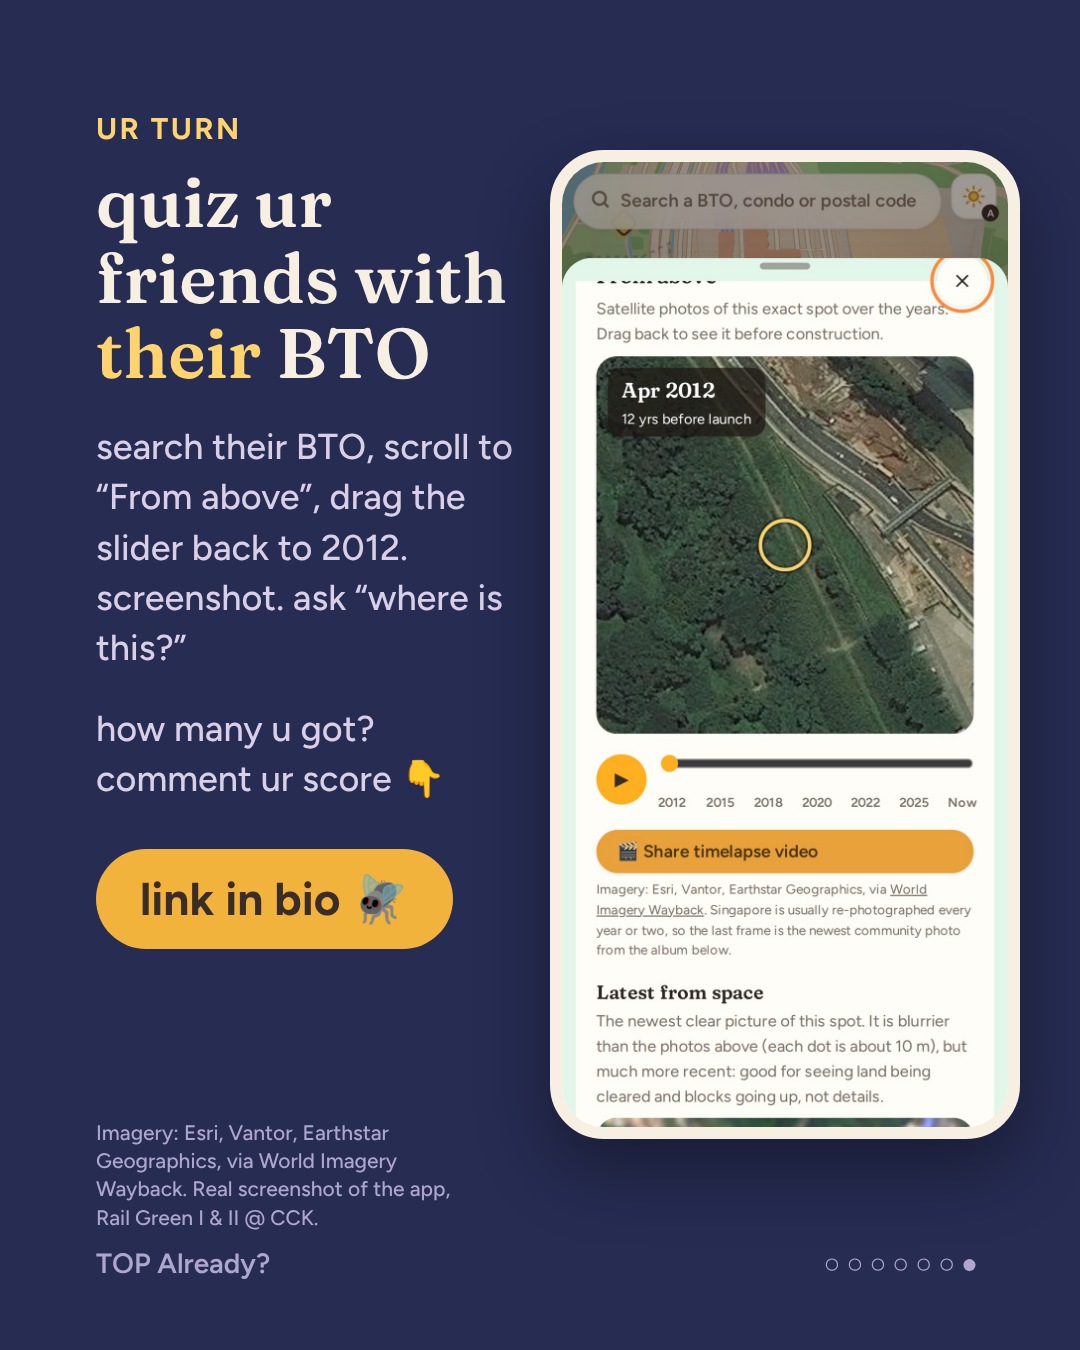 UR TURN
quiz ur
friends with
their BTO
search their BTO, scroll to
“From above”, drag the
slider back to 2012.
screenshot. ask “where is
this?”
how many u got?
comment ur score 👇
link in bio 🪰
Imagery: Esri, Vantor, Earthstar
Geographics, via World Imagery
Wayback. Real screenshot of the app,
Rail Green I & II @ CCK.
TOP Already?
Search a BTO, condo or postal code
A
Satellite photos of this exact spot over the years.
Drag back to see it before construction.
Apr 2012
12 yrs before launch
2012 2015 2018 2020 2022 2025 Now
🎬 Share timelapse video
Imagery: Esri, Vantor, Earthstar Geographics, via World
Imagery Wayback. Singapore is usually re-photographed every
year or two, so the last frame is the newest community photo
from the album below.
Latest from space
The newest clear picture of this spot. It is blurrier
than the photos above (each dot is about 10 m), but
much more recent: good for seeing land being
cleared and blocks going up, not details.